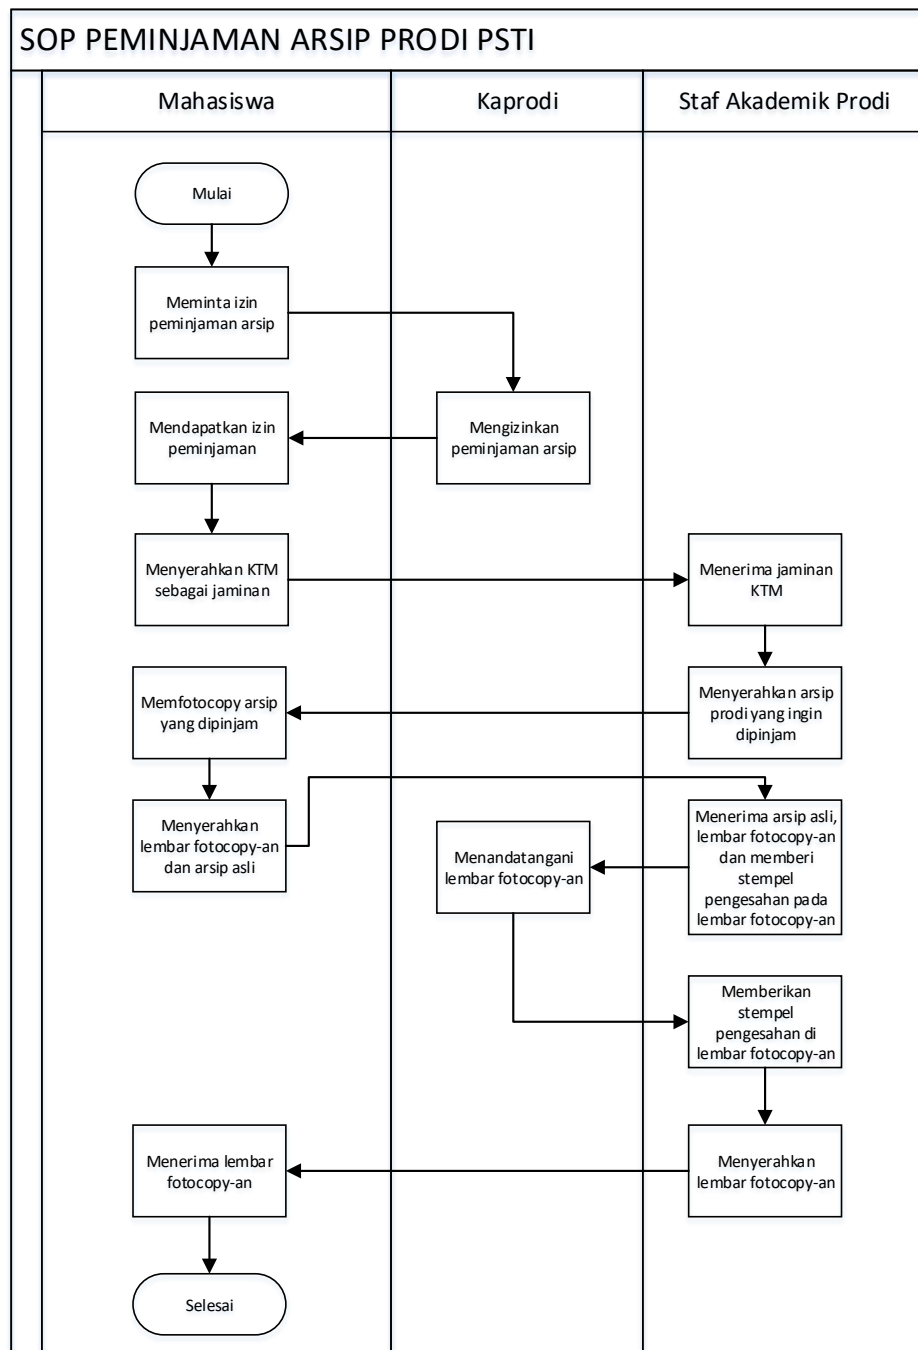 SOP PEMINJAMAN ARSIP PRODI PSTI
Mahasiswa
Kaprodi
Staf Akademik Prodi
Mulai
Meminta izin
peminjaman arsip
Mengizinkan
peminjaman arsip
Mendapatkan izin
peminjaman
Menyerahkan KTM
sebagai jaminan
Menerima jaminan
KTM
Menyerahkan arsip
prodi yang ingin
dipinjam
Memfotocopy arsip
yang dipinjam
Menyerahkan
lembar fotocopy-an
dan arsip asli
Menerima arsip asli,
lembar fotocopy-an
dan memberi
stempel
pengesahan pada
lembar fotocopy-an
Menandatangani
lembar fotocopy-an
Memberikan
stempel
pengesahan di
lembar fotocopy-an
Menyerahkan
lembar fotocopy-an
Menerima lembar
fotocopy-an
Selesai